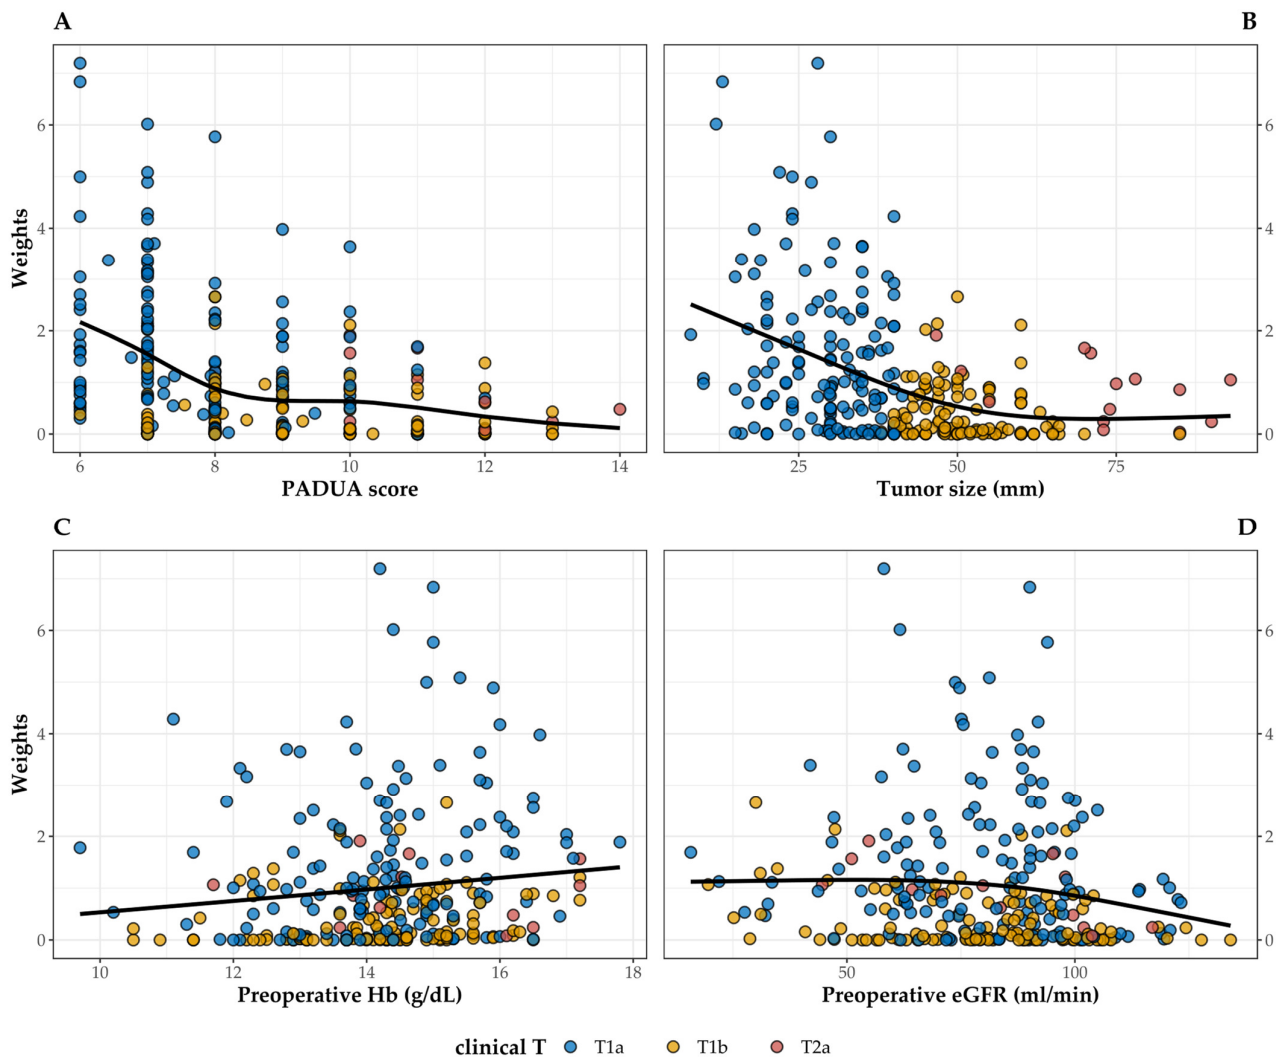 A B
Weights
6
4
2
0
6 8 10 12 14
PADUA score
25 50 75
Tumor size (mm)
6
4
2
0
C D
Weights
6
4
2
0
10 12 14 16 18
Preoperative Hb (g/dL)
50 100
Preoperative eGFR (ml/min)
6
4
2
0
clinical T T1a T1b T2a